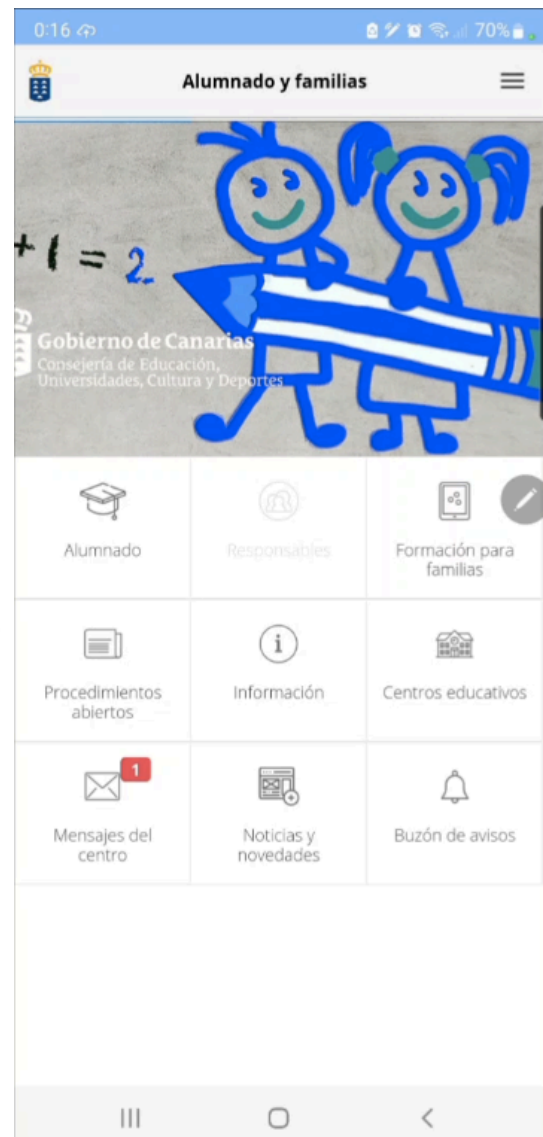 0:16
70%
Alumnado y familias
+ 1 = 2
Gobierno de Canarias
Consejería de Educación,
Universidades, Cultura y Deportes
Alumnado
Responsables
Formación para
familias
Procedimientos
abiertos
Información
Centros educativos
1
Mensajes del
centro
Noticias y
novedades
Buzón de avisos